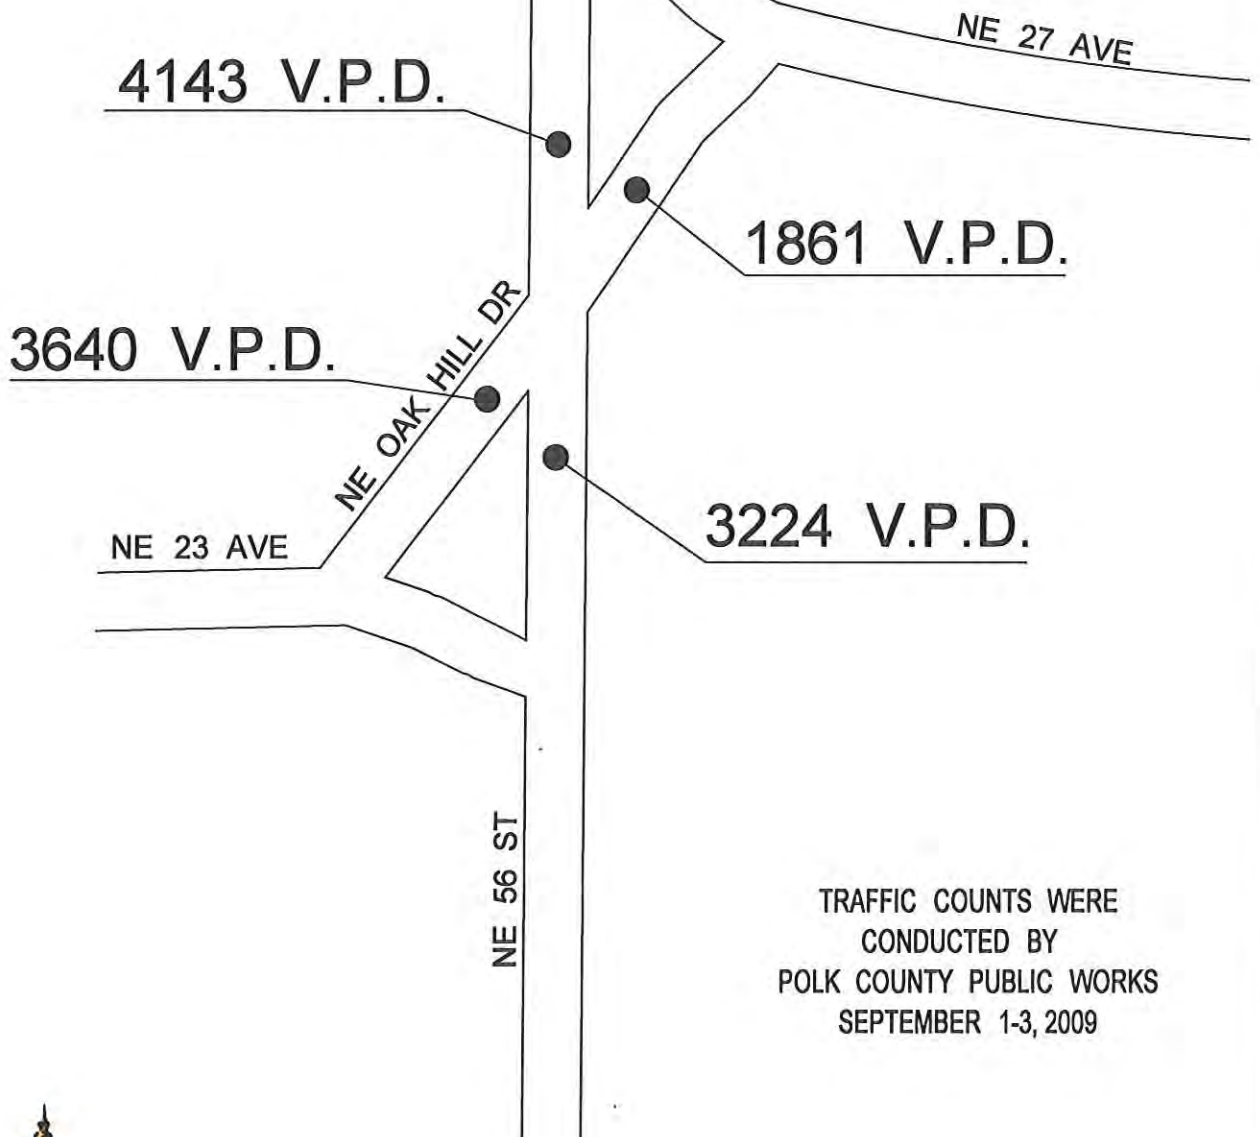 NE 27 AVE
4143 V.P.D.
1861 V.P.D.
NE OAK HILL DR
3640 V.P.D.
3224 V.P.D.
NE 23 AVE
NE 56 ST
TRAFFIC COUNTS WERE
CONDUCTED BY
POLK COUNTY PUBLIC WORKS
SEPTEMBER 1-3, 2009